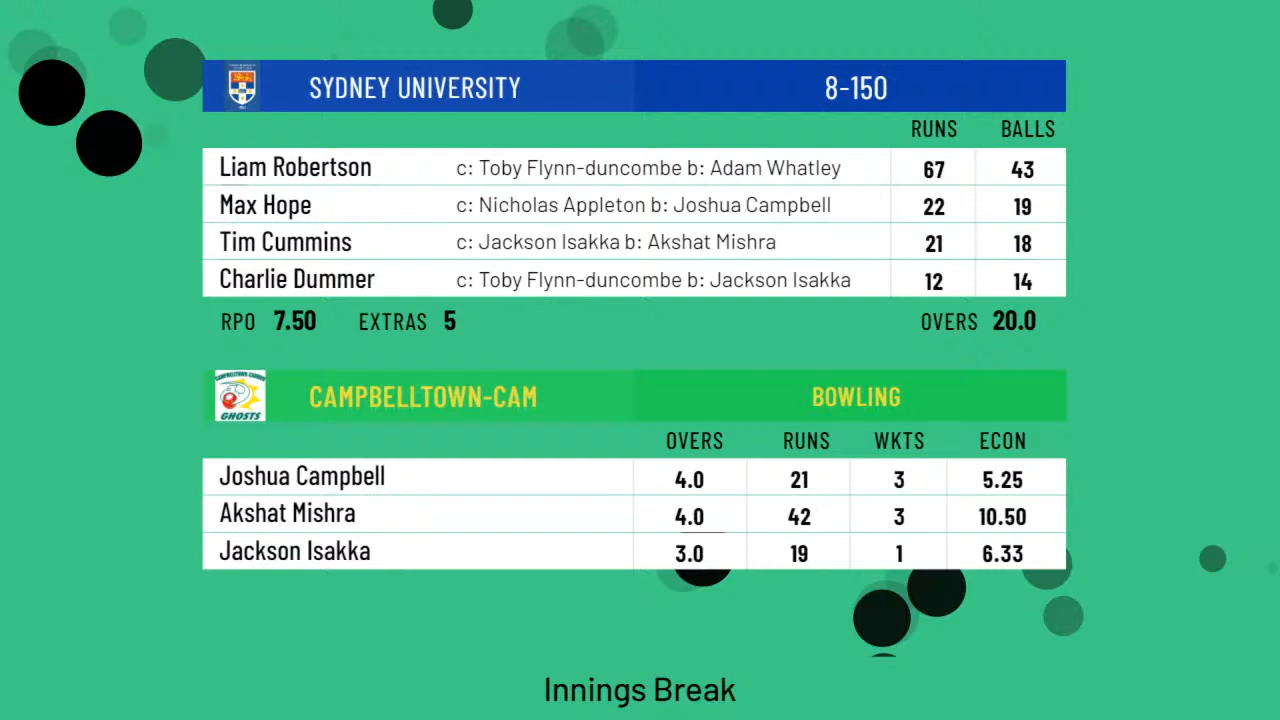 SYDNEY UNIVERSITY 8-150
RUNS BALLS
Liam Robertson c: Toby Flynn-duncombe b: Adam Whatley 67 43
Max Hope c: Nicholas Appleton b: Joshua Campbell 22 19
Tim Cummins c: Jackson Isakka b: Akshat Mishra 21 18
Charlie Dummer c: Toby Flynn-duncombe b: Jackson Isakka 12 14
RPO 7.50 EXTRAS 5 OVERS 20.0
CAMPBELLTOWN-CAM BOWLING
GHOSTS
OVERS RUNS WKTS ECON
Joshua Campbell 4.0 21 3 5.25
Akshat Mishra 4.0 42 3 10.50
Jackson Isakka 3.0 19 1 6.33
Innings Break